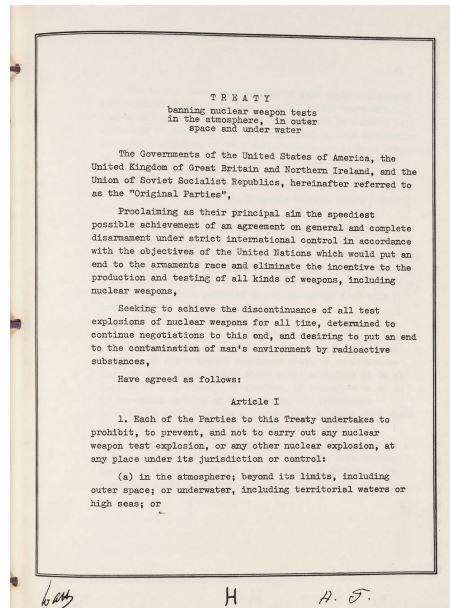 T R E A T Y
banning nuclear weapon tests
in the atmosphere, in outer
space and under water
The Governments of the United States of America, the
United Kingdom of Great Britain and Northern Ireland, and the
Union of Soviet Socialist Republics, hereinafter referred to
as the "Original Parties",
Proclaiming as their principal aim the speediest
possible achievement of an agreement on general and complete
disarmament under strict international control in accordance
with the objectives of the United Nations which would put an
end to the armaments race and eliminate the incentive to the
production and testing of all kinds of weapons, including
nuclear weapons,
Seeking to achieve the discontinuance of all test
explosions of nuclear weapons for all time, determined to
continue negotiations to this end, and desiring to put an end
to the contamination of man's environment by radioactive
substances,
Have agreed as follows:
Article I
1. Each of the Parties to this Treaty undertakes to
prohibit, to prevent, and not to carry out any nuclear
weapon test explosion, or any other nuclear explosion, at
any place under its jurisdiction or control:
(a) in the atmosphere; beyond its limits, including
outer space; or underwater, including territorial waters or
high seas; or
H